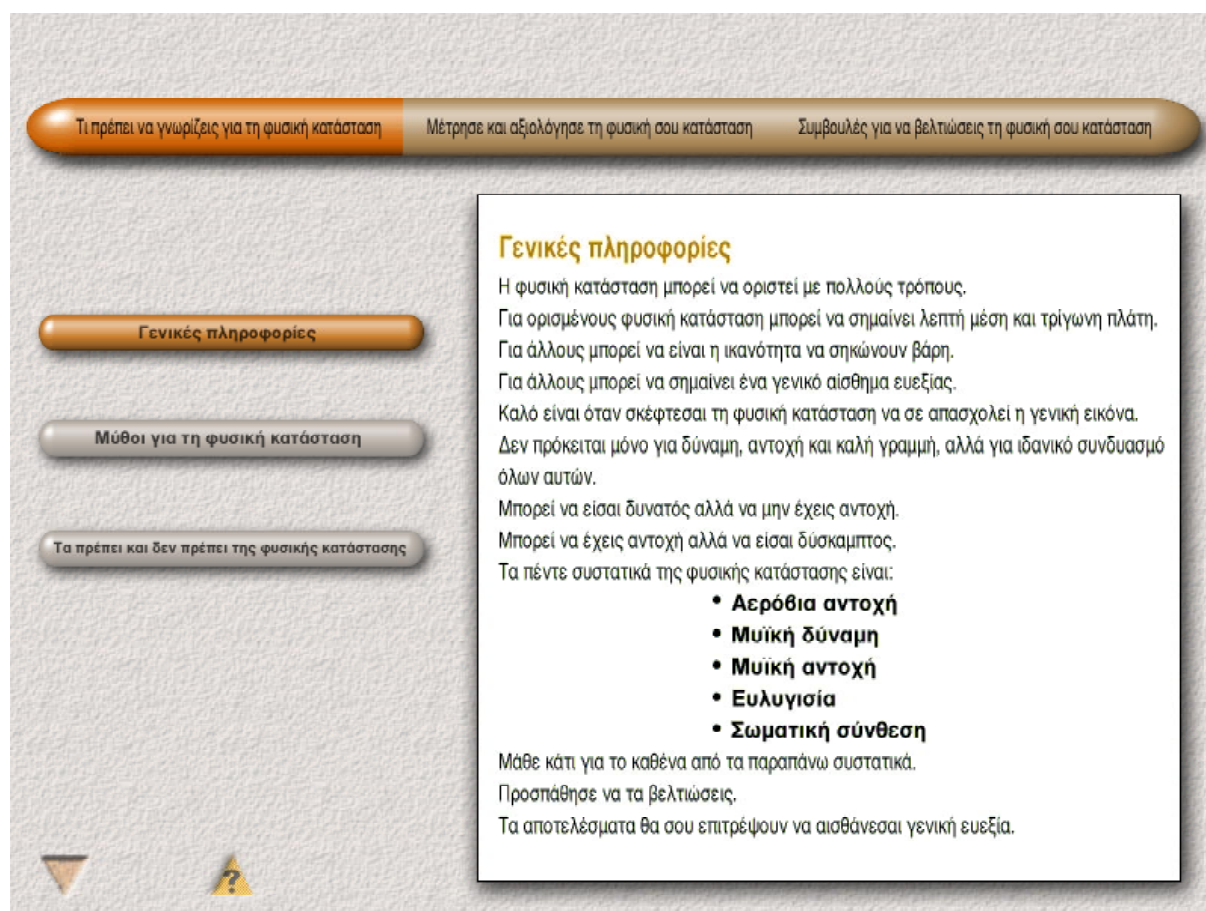 Τι πρέπει να γνωρίζεις για τη φυσική κατάσταση
Μέτρησε και αξιολόγησε τη φυσική σου κατάσταση
Συμβουλές για να βελτιώσεις τη φυσική σου κατάσταση
Γενικές πληροφορίες
Μύθοι για τη φυσική κατάσταση
Τα πρέπει και δεν πρέπει της φυσικής κατάστασης
Γενικές πληροφορίες
Η φυσική κατάσταση μπορεί να οριστεί με πολλούς τρόπους.
Για ορισμένους φυσική κατάσταση μπορεί να σημαίνει λεπτή μέση και τρίγωνη πλάτη.
Για άλλους μπορεί να είναι η ικανότητα να σηκώνουν βάρη.
Για άλλους μπορεί να σημαίνει ένα γενικό αίσθημα ευεξίας.
Καλό είναι όταν σκέφτεσαι τη φυσική κατάσταση να σε απασχολεί η γενική εικόνα.
Δεν πρόκειται μόνο για δύναμη, αντοχή και καλή γραμμή, αλλά για ιδανικό συνδυασμό
όλων αυτών.
Μπορεί να είσαι δυνατός αλλά να μην έχεις αντοχή.
Μπορεί να έχεις αντοχή αλλά να είσαι δύσκαμπτος.
Τα πέντε συστατικά της φυσικής κατάστασης είναι:
• Αερόβια αντοχή
• Μυϊκή δύναμη
• Μυϊκή αντοχή
• Ευλυγισία
• Σωματική σύνθεση
Μάθε κάτι για το καθένα από τα παραπάνω συστατικά.
Προσπάθησε να τα βελτιώσεις.
Τα αποτελέσματα θα σου επιτρέψουν να αισθάνεσαι γενική ευεξία.
?